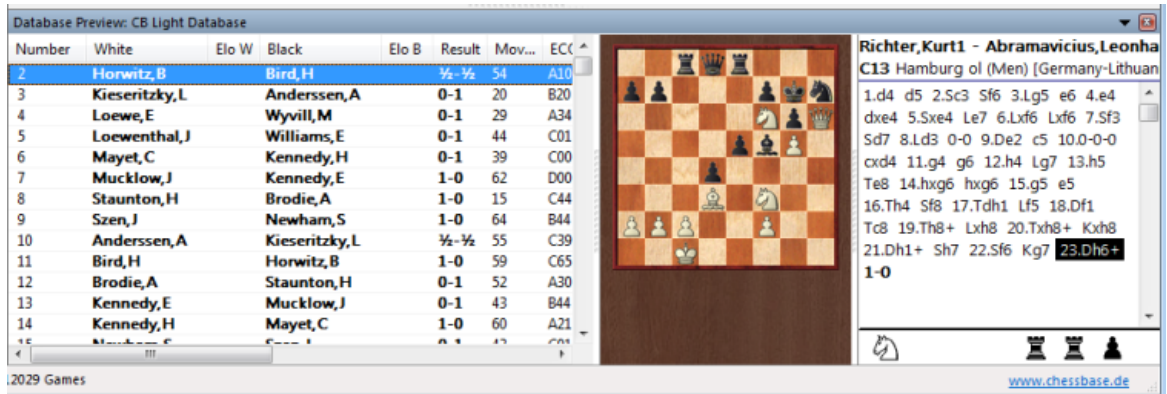 Database Preview: CB Light Database
Number White Elo W Black Elo B Result Mov... ECC
2 Horwitz,B Bird,H ½-½ 54 A10
3 Kieseritzky,L Anderssen,A 0-1 20 B20
4 Loewe,E Wyvill,M 0-1 29 A34
5 Loewenthal,J Williams,E 0-1 44 C01
6 Mayet,C Kennedy,H 0-1 39 C00
7 Mucklow,J Kennedy,E 1-0 62 D00
8 Staunton,H Brodie,A 1-0 15 C44
9 Szen,J Newham,S 1-0 64 B44
10 Anderssen,A Kieseritzky,L ½-½ 55 C39
11 Bird,H Horwitz,B 1-0 59 C65
12 Brodie,A Staunton,H 0-1 52 A30
13 Kennedy,E Mucklow,J 0-1 43 B44
14 Kennedy,H Mayet,C 1-0 60 A21
.2029 Games
Richter,Kurt1 - Abramavicius,Leonha
C13 Hamburg ol (Men) [Germany-Lithuan
1.d4 d5 2.Sc3 Sf6 3.Lg5 e6 4.e4
dxe4 5.Sxe4 Le7 6.Lxf6 Lxf6 7.Sf3
Sd7 8.Ld3 0-0 9.De2 c5 10.0-0-0
cxd4 11.g4 g6 12.h4 Lg7 13.h5
Te8 14.hxg6 hxg6 15.g5 e5
16.Th4 Sf8 17.Tdh1 Lf5 18.Df1
Tc8 19.Th8+ Lxh8 20.Txh8+ Kxh8
21.Dh1+ Sh7 22.Sf6 Kg7 23.Dh6+
1-0
www.chessbase.de